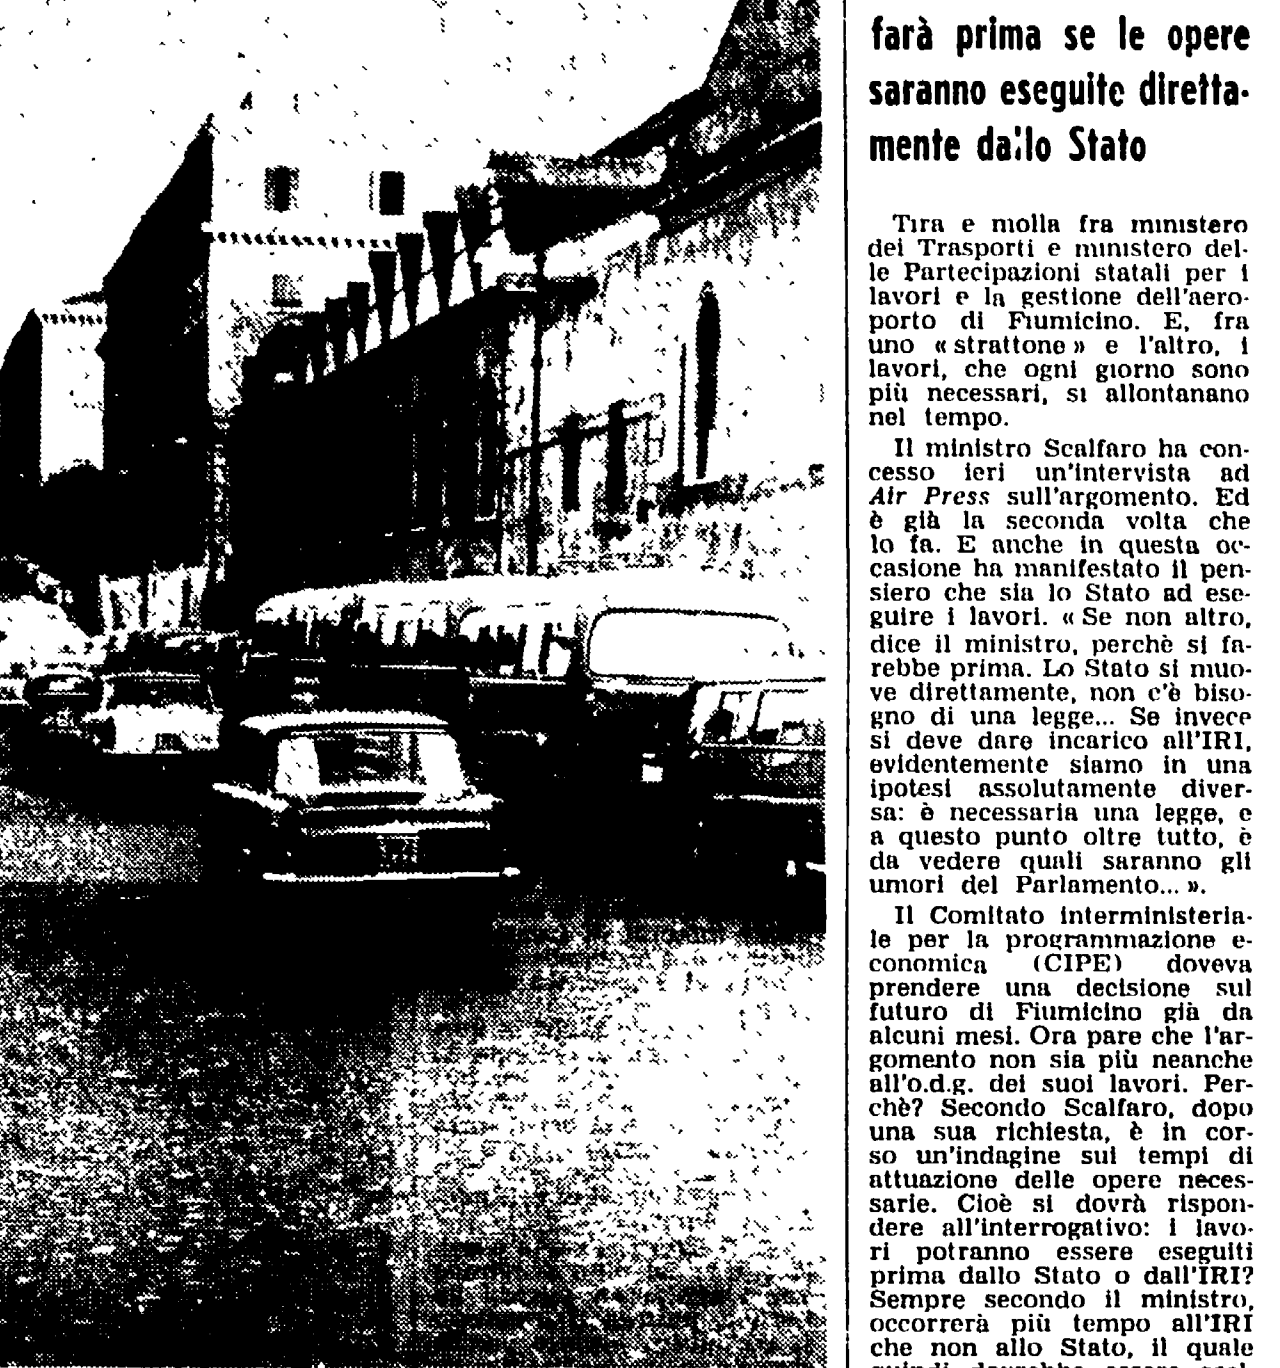 farà prima se le opere
saranno eseguite diretta-
mente dallo Stato
Tira e molla fra ministero
dei Trasporti e ministero del-
le Partecipazioni statali per i
lavori e la gestione dell'aero-
porto di Fiumicino. E, fra
uno « strattone » e l'altro, i
lavori, che ogni giorno sono
più necessari, si allontanano
nel tempo.
Il ministro Scalfaro ha con-
cesso ieri un'intervista ad
Air Press sull'argomento. Ed
è già la seconda volta che
lo fa. E anche in questa oc-
casione ha manifestato il pen-
siero che sia lo Stato ad ese-
guire i lavori. « Se non altro,
dice il ministro, perchè si fa-
rebbe prima. Lo Stato si muo-
ve direttamente, non c'è biso-
gno di una legge... Se invece
si deve dare incarico all'IRI,
evidentemente siamo in una
ipotesi assolutamente diver-
sa: è necessaria una legge, e
a questo punto oltre tutto, è
da vedere quali saranno gli
umori del Parlamento... ».
Il Comitato interministeria-
le per la programmazione e-
conomica (CIPE) doveva
prendere una decisione sul
futuro di Fiumicino già da
alcuni mesi. Ora pare che l'ar-
gomento non sia più neanche
all'o.d.g. dei suoi lavori. Per-
chè? Secondo Scalfaro, dopo
una sua richiesta, è in cor-
so un'indagine sui tempi di
attuazione delle opere neces-
sarie. Cioè si dovrà rispon-
dere all'interrogativo: i lavo-
ri potranno essere eseguiti
prima dallo Stato o dall'IRI?
Sempre secondo il ministro,
occorrerà più tempo all'IRI
che non allo Stato, il quale